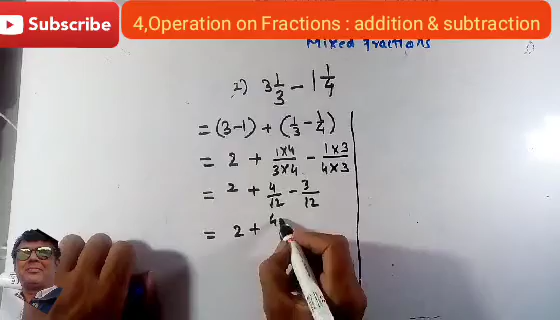 Subscribe
4,Operation on Fractions : addition & subtraction
Mixed Fractions
2) 3 1/3 - 1 1/4
= (3-1) + (1/3 - 1/4)
= 2 + 1×4/3×4 - 1×3/4×3
= 2 + 4/12 - 3/12
= 2 + 4